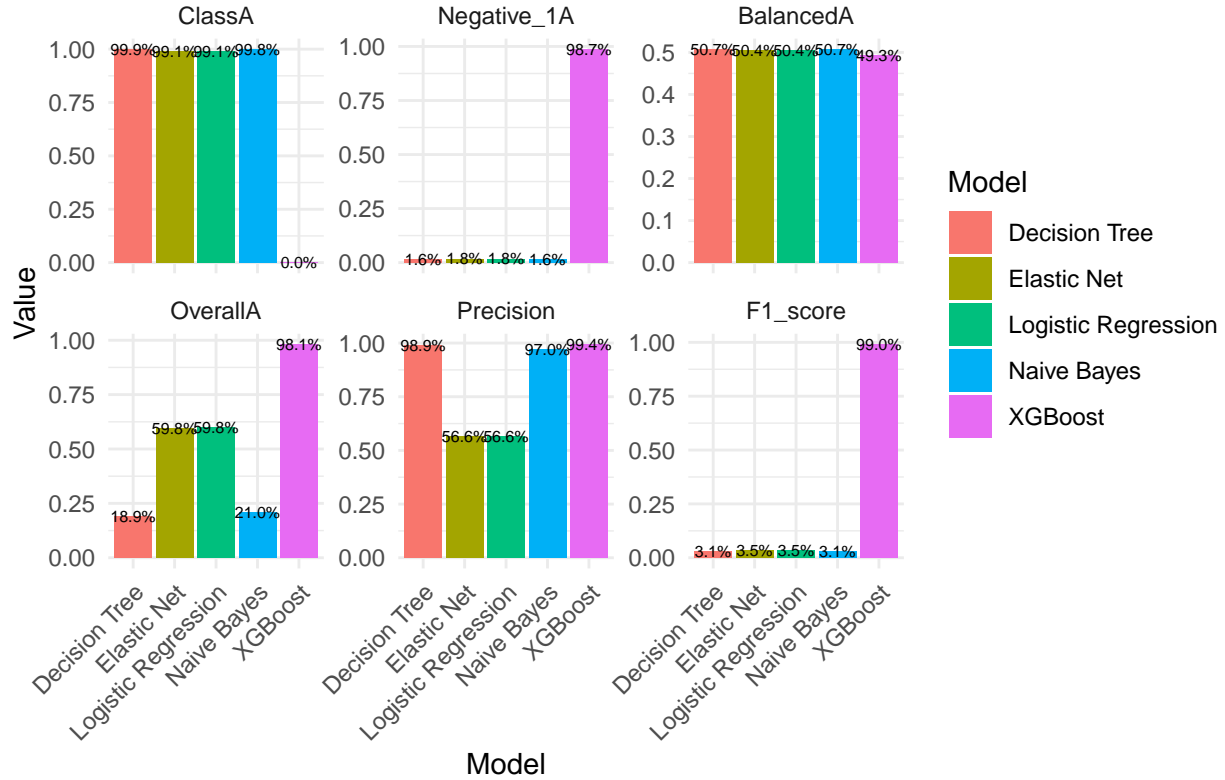 ClassA
Negative_1A
BalancedA
1.00
0.75
0.50
0.25
0.00
99.9%
99.1%
99.1%
99.8%
0.0%
1.00
0.75
0.50
0.25
0.00
1.6%
1.8%
1.8%
1.6%
98.7%
0.5
0.4
0.3
0.2
0.1
0.0
50.7%
50.4%
50.4%
50.7%
49.3%
OverallA
Precision
F1_score
1.00
0.75
0.50
0.25
0.00
18.9%
59.8%
59.8%
21.0%
98.1%
1.00
0.75
0.50
0.25
0.00
98.9%
56.6%
56.6%
97.0%
99.4%
1.00
0.75
0.50
0.25
0.00
3.1%
3.5%
3.5%
3.1%
99.0%
Decision Tree
Elastic Net
Logistic Regression
Naive Bayes
XGBoost
Decision Tree
Elastic Net
Logistic Regression
Naive Bayes
XGBoost
Decision Tree
Elastic Net
Logistic Regression
Naive Bayes
XGBoost
Value
Model
Model
Decision Tree
Elastic Net
Logistic Regression
Naive Bayes
XGBoost